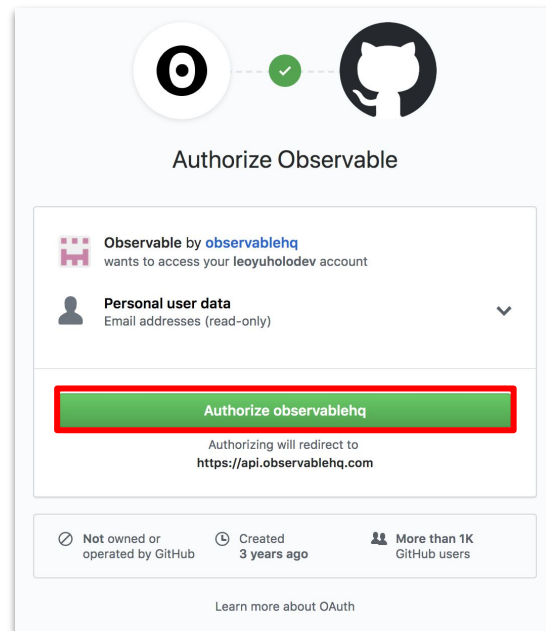 Authorize Observable
Observable by observablehq
wants to access your leoyuholodev account
Personal user data
Email addresses (read-only)
Authorize observablehq
Authorizing will redirect to
https://api.observablehq.com
Not owned or
operated by GitHub
Created
3 years ago
More than 1K
GitHub users
Learn more about OAuth